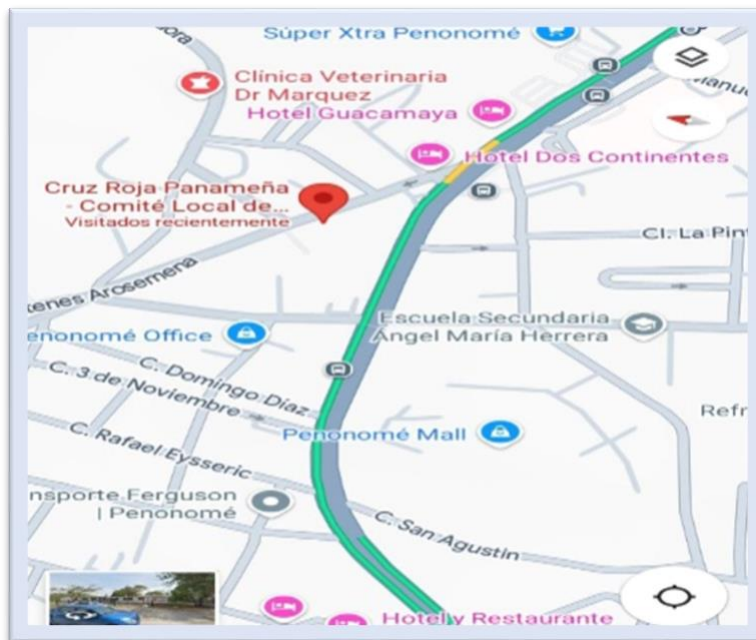 Súper Xtra Penonomé
Clínica Veterinaria
Dr Marquez
Hotel Guacamaya
Hotel Dos Continentes
Cruz Roja Panameña
- Comité Local de...
Visitados recientemente
Cl. La Pin
Arosemena
Escuela Secundaria
Ángel María Herrera
enonomé Office
C. Domingo Díaz
C. 3 de Noviembre
Refr
Penonomé Mall
C. Rafael Eysseric
nsporte Ferguson
| Penonomé
C. San Agustin
Hotel y Restaurante